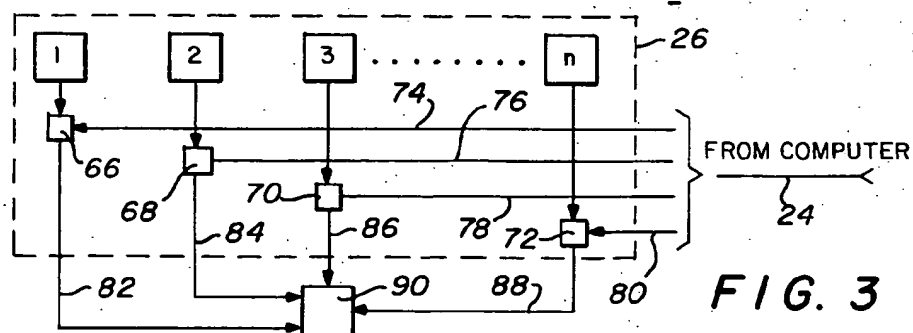 1 2 3 ........ n 26
74 76
66 FROM COMPUTER
68 70 78 72 24
84 86 80
82 90 88 FIG. 3